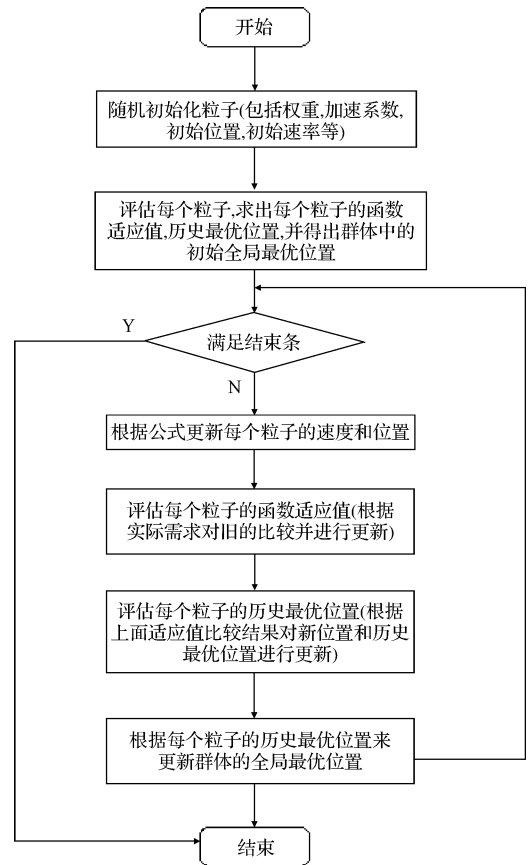 开始
随机初始化粒子(包括权重,加速系数,
初始位置,初始速率等)
评估每个粒子,求出每个粒子的函数
适应值,历史最优位置,并得出群体中的
初始全局最优位置
Y
满足结束条
N
根据公式更新每个粒子的速度和位置
评估每个粒子的函数适应值(根据
实际需求对旧的比较并进行更新)
评估每个粒子的历史最优位置(根据
上面适应值比较结果对新位置和历史
最优位置进行更新)
根据每个粒子的历史最优位置来
更新群体的全局最优位置
结束